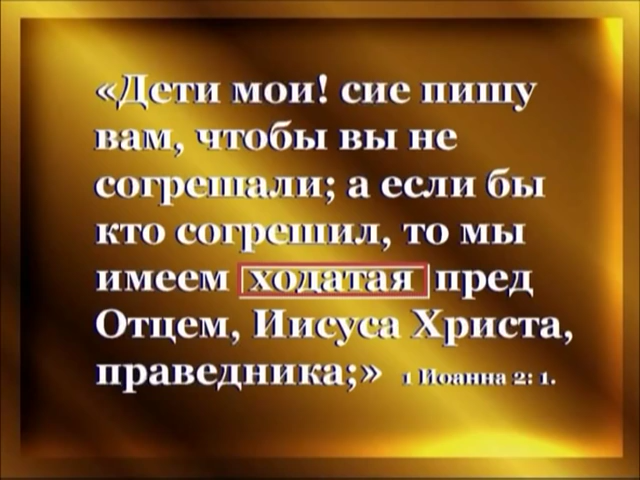 «Дети мои! сие пишу
вам, чтобы вы не
согрешали; а если бы
кто согрешил, то мы
имеем ходатая пред
Отцем, Иисуса Христа,
праведника;» 1 Иоанна 2: 1.